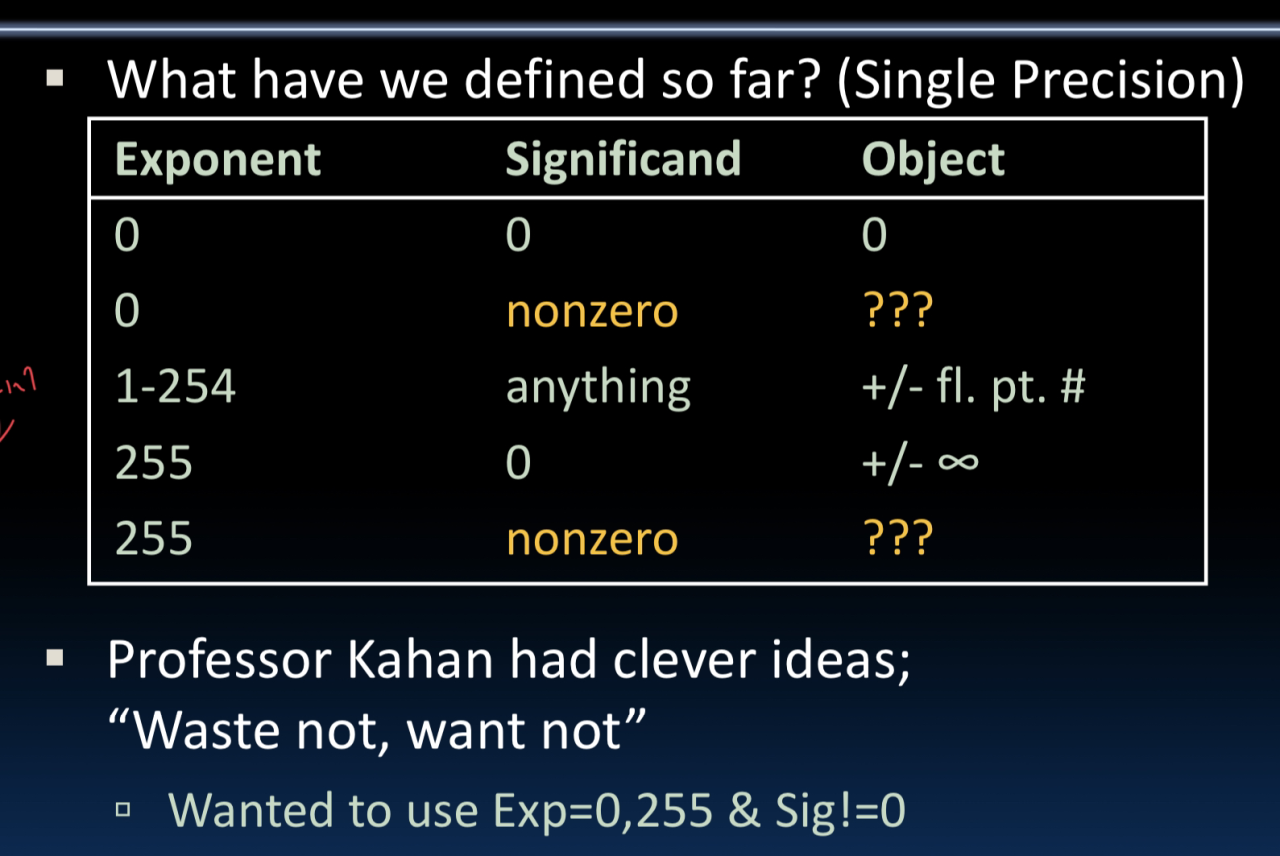 ▪ What have we defined so far? (Single Precision)
Exponent Significand Object
0 0 0
0 nonzero ???
1-254 anything +/- fl. pt. #
255 0 +/- ∞
255 nonzero ???
▪ Professor Kahan had clever ideas;
“Waste not, want not”
▫ Wanted to use Exp=0,255 & Sig!=0